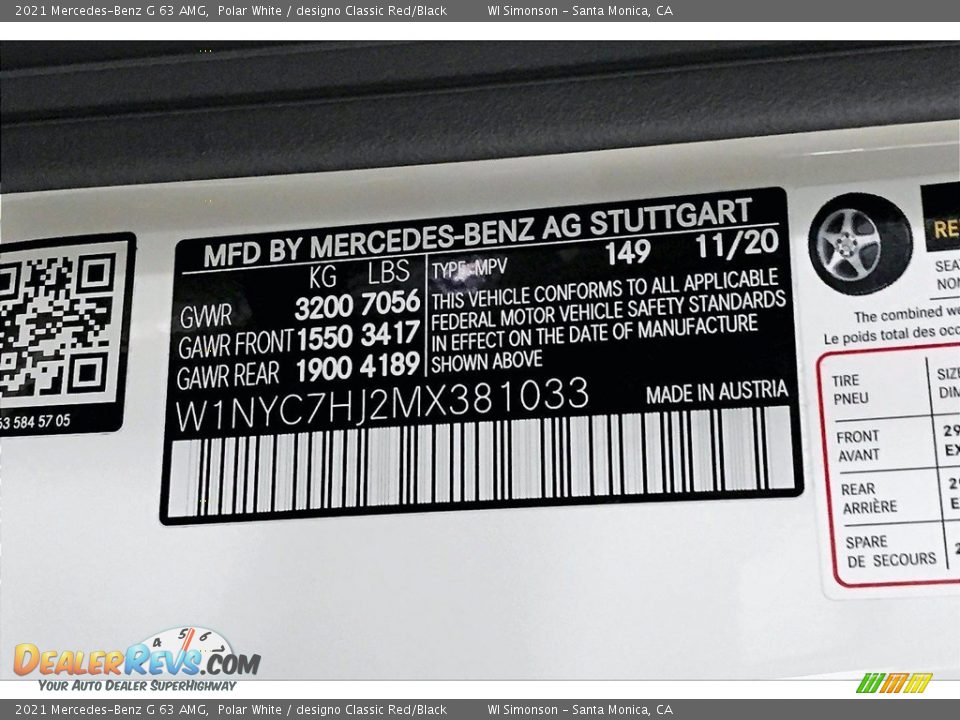 2021 Mercedes-Benz G 63 AMG, Polar White / designo Classic Red/Black WI Simonson - Santa Monica, CA
MFD BY MERCEDES-BENZ AG STUTTGART
KG LBS
GVWR 3200 7056
GAWR FRONT 1550 3417
GAWR REAR 1900 4189
TYPE: MPV 149 11/20
THIS VEHICLE CONFORMS TO ALL APPLICABLE
FEDERAL MOTOR VEHICLE SAFETY STANDARDS
IN EFFECT ON THE DATE OF MANUFACTURE
SHOWN ABOVE
W1NYC7HJ2MX381033 MADE IN AUSTRIA
53 584 57 05
The combined
Le poids total des
TIRE
PNEU
FRONT
AVANT
REAR
ARRIÈRE
SPARE
DE SECOURS
4 5 6
DEALERREVS.COM
YOUR AUTO DEALER SUPERHIGHWAY
2021 Mercedes-Benz G 63 AMG, Polar White / designo Classic Red/Black WI Simonson - Santa Monica, CA